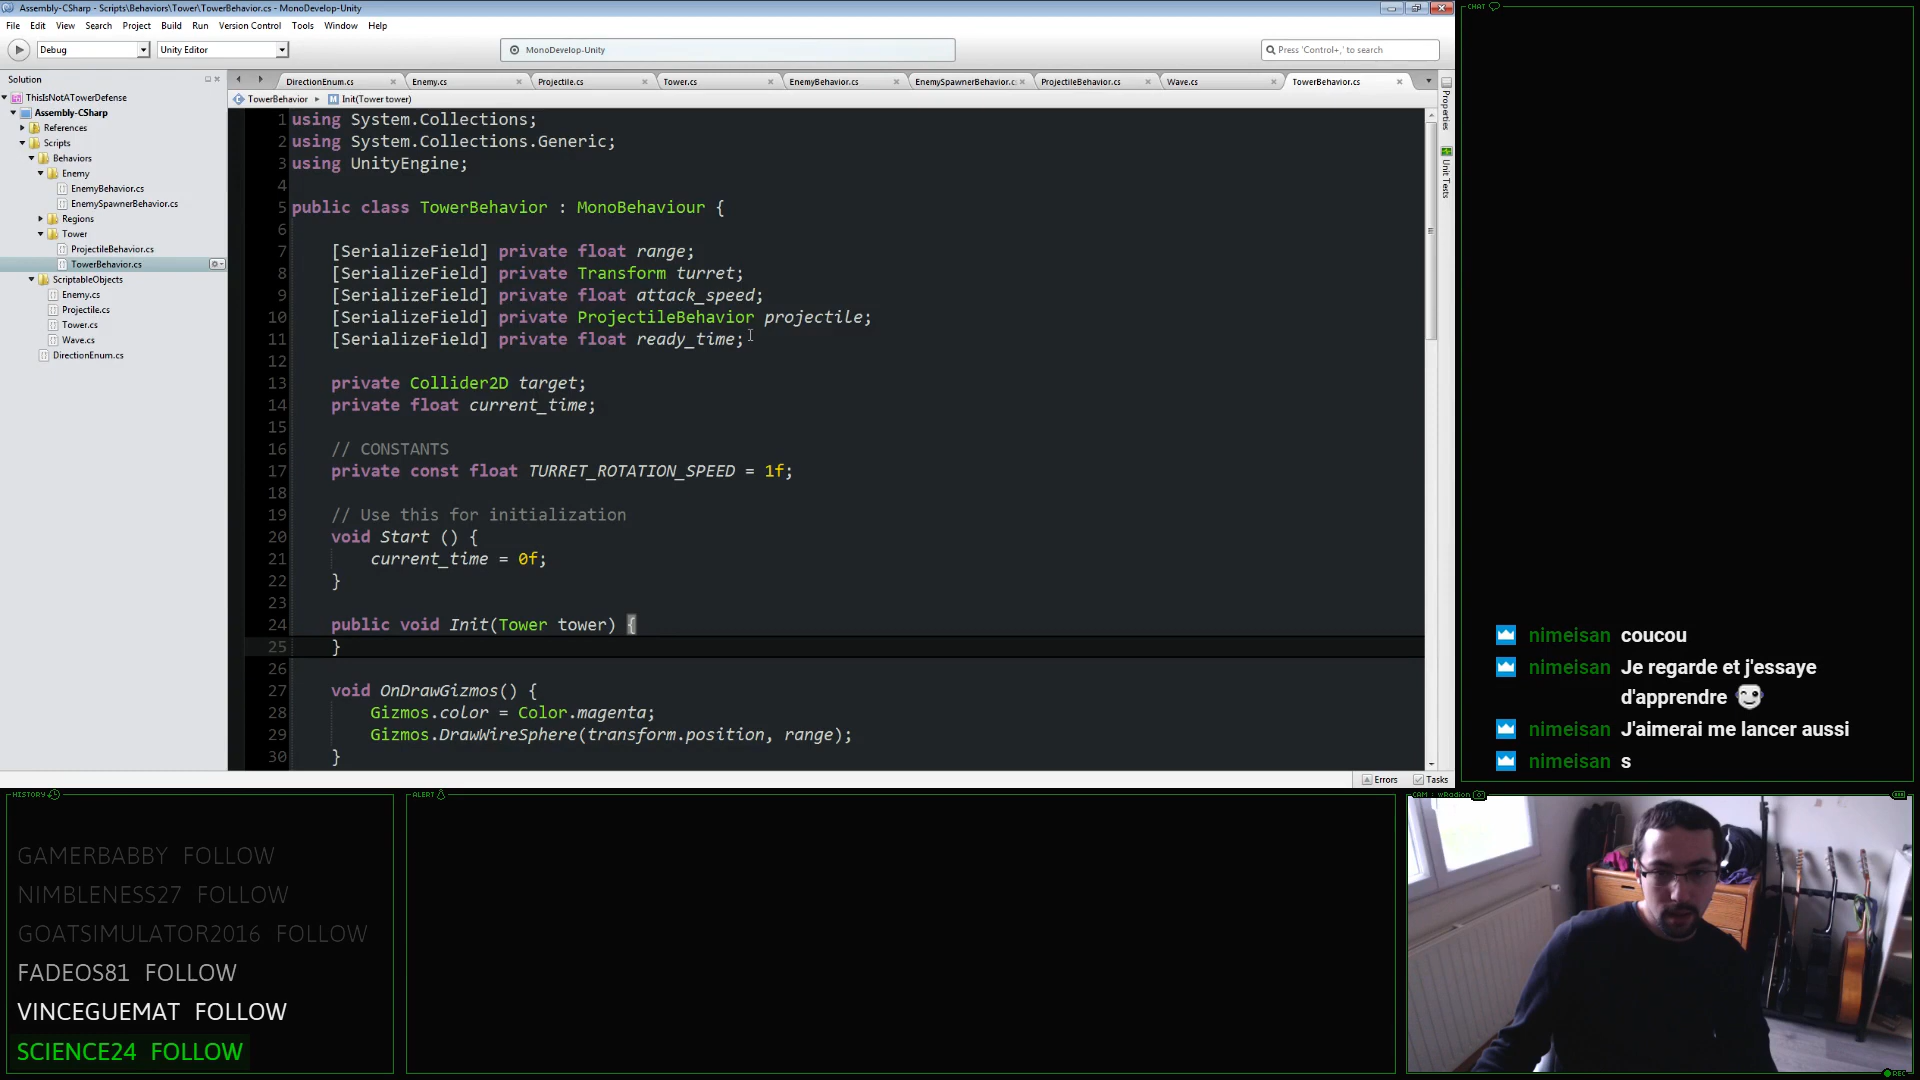 Assembly-CSharp - Scripts\Behaviors\Tower\TowerBehavior.cs - MonoDevelop-Unity
CHAT
File Edit View Search Project Build Run Version Control Tools Window Help
Debug Unity Editor MonoDevelop-Unity Press 'Control+,' to search
Solution
DirectionEnum.cs Enemy.cs Projectile.cs Tower.cs EnemyBehavior.cs EnemySpawnerBehavior.c ProjectileBehavior.cs Wave.cs TowerBehavior.cs
TowerBehavior Init(Tower tower)
Properties
Unit Tests
ThisIsNotATowerDefense
Assembly-CSharp
References
Scripts
Behaviors
Enemy
EnemyBehavior.cs
EnemySpawnerBehavior.cs
Regions
Tower
ProjectileBehavior.cs
TowerBehavior.cs
ScriptableObjects
Enemy.cs
Projectile.cs
Tower.cs
Wave.cs
DirectionEnum.cs
1 using System.Collections;
2 using System.Collections.Generic;
3 using UnityEngine;
4
5 public class TowerBehavior : MonoBehaviour {
6
7 [SerializeField] private float range;
8 [SerializeField] private Transform turret;
9 [SerializeField] private float attack_speed;
10 [SerializeField] private ProjectileBehavior projectile;
11 [SerializeField] private float ready_time;
12
13 private Collider2D target;
14 private float current_time;
15
16 // CONSTANTS
17 private const float TURRET_ROTATION_SPEED = 1f;
18
19 // Use this for initialization
20 void Start () {
21 current_time = 0f;
22 }
23
24 public void Init(Tower tower) {
25 }
26
27 void OnDrawGizmos() {
28 Gizmos.color = Color.magenta;
29 Gizmos.DrawWireSphere(transform.position, range);
30 }
Errors Tasks
nimeisan coucou
nimeisan Je regarde et j'essaye
d'apprendre
nimeisan J'aimerai me lancer aussi
nimeisan s
HISTORY
GAMERBABBY FOLLOW
NIMBLENESS27 FOLLOW
GOATSIMULATOR2016 FOLLOW
FADEOS81 FOLLOW
VINCEGUEMAT FOLLOW
SCIENCE24 FOLLOW
ALERT
CAM : wRadion
REC